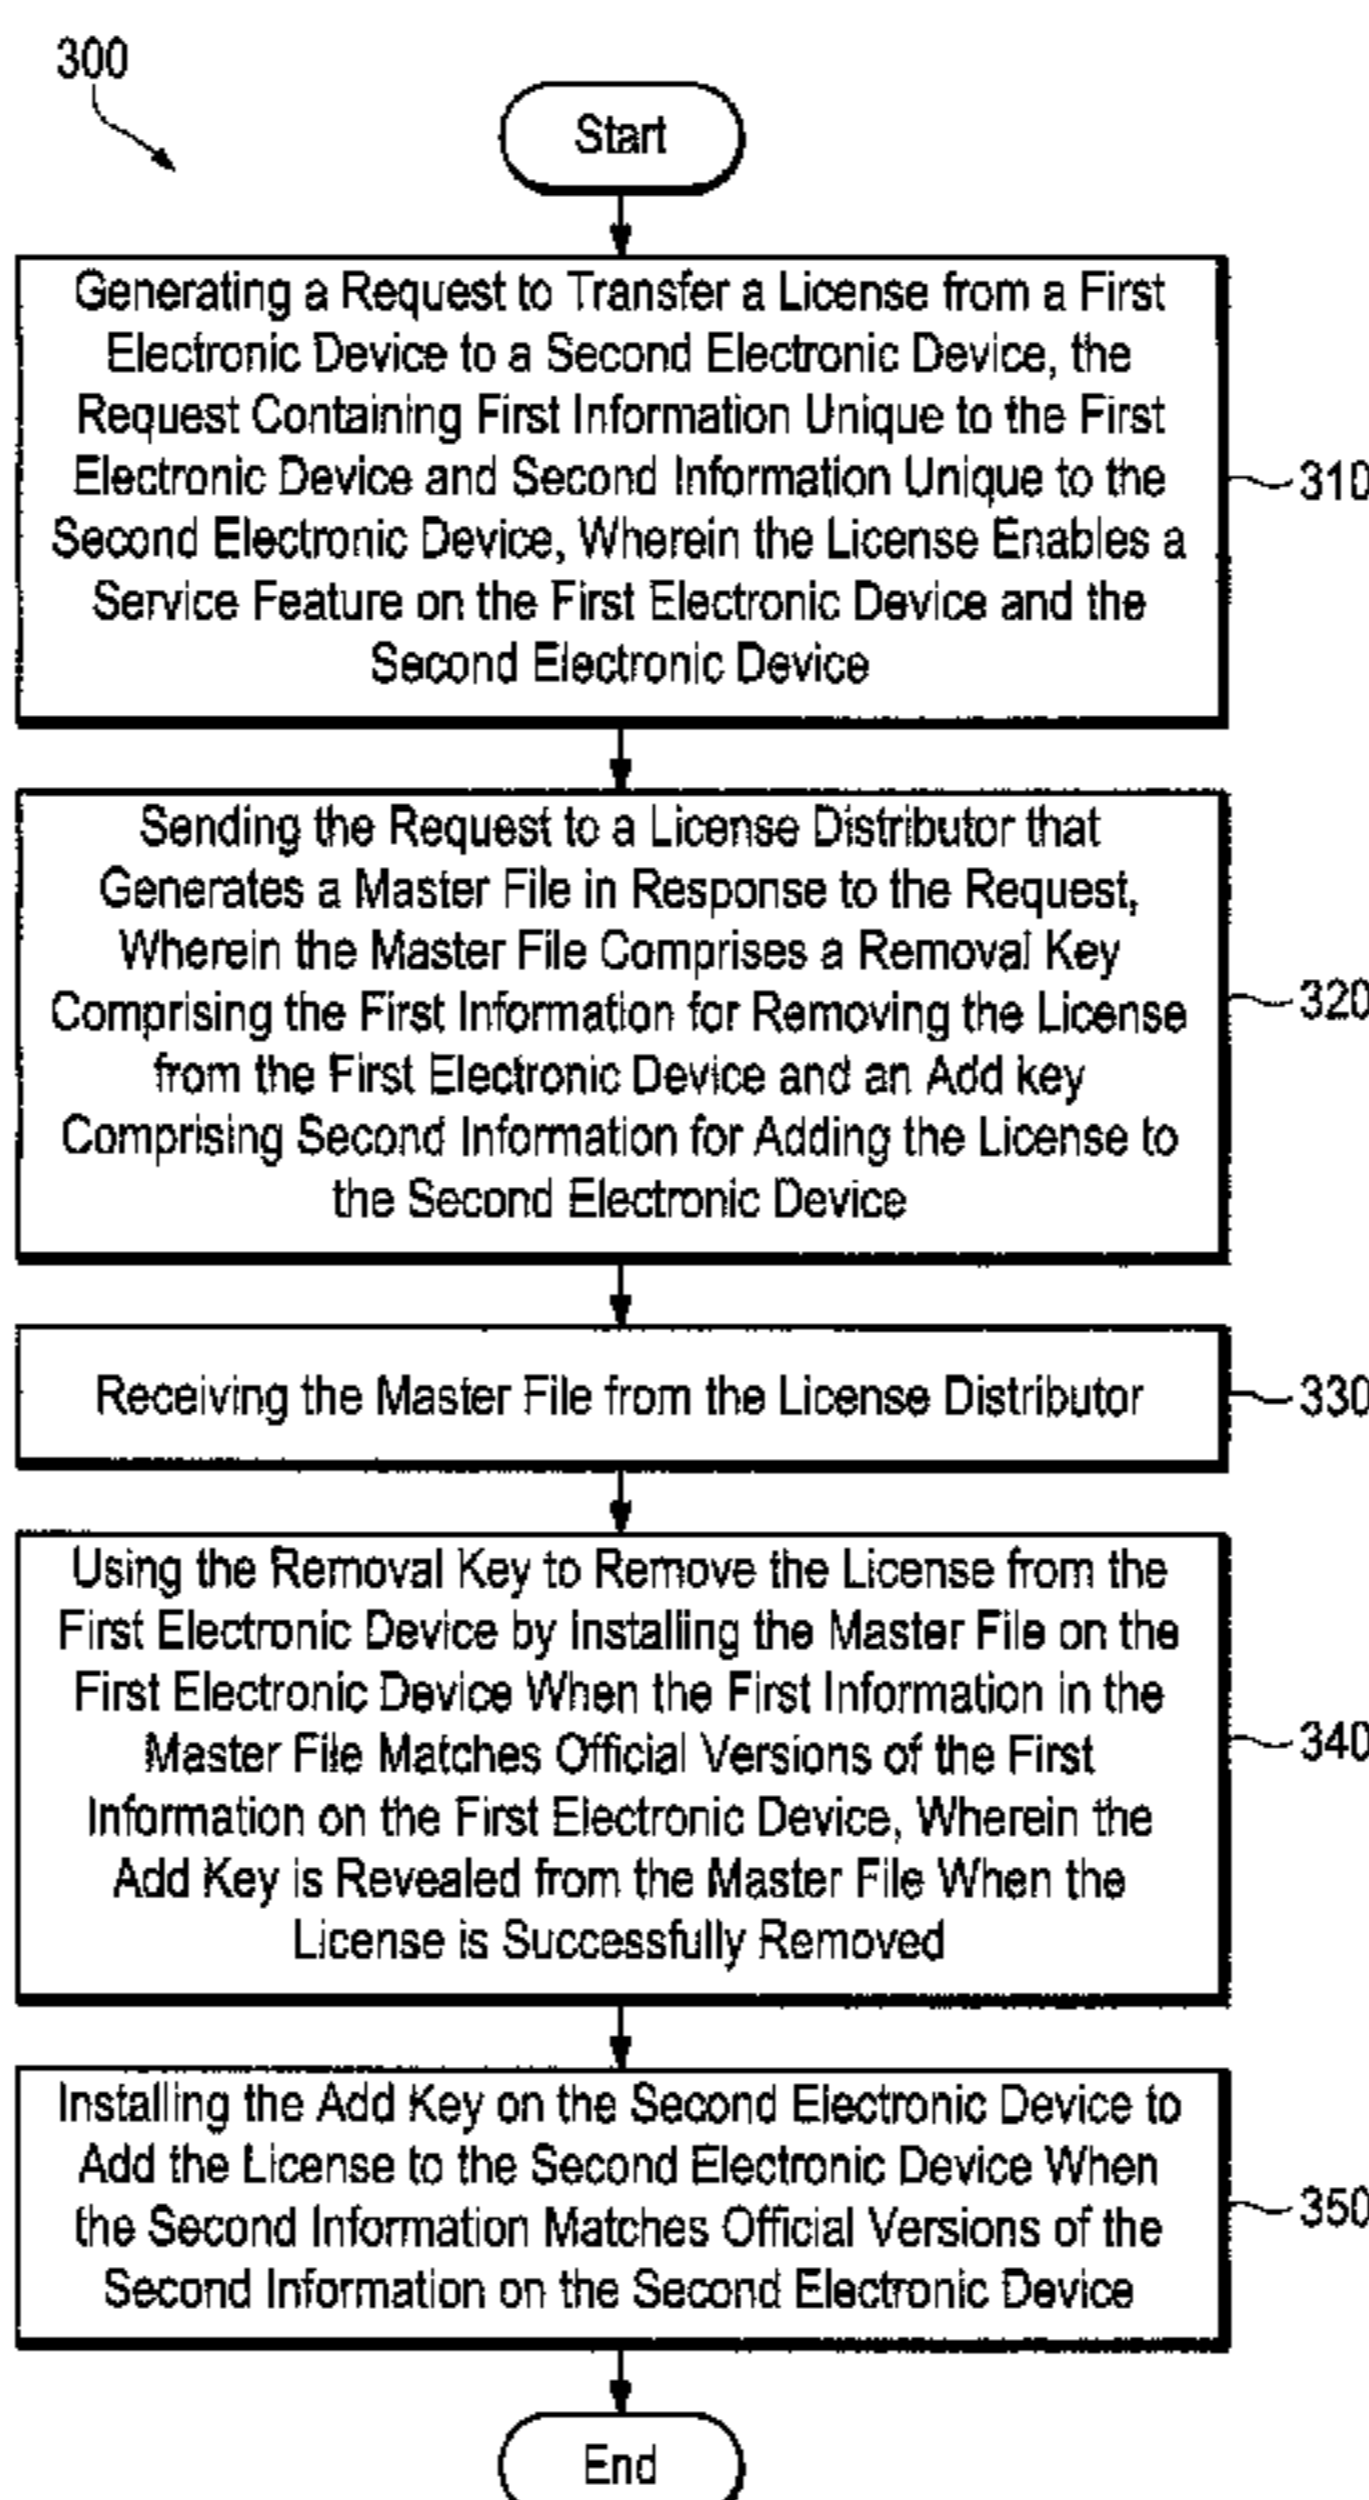 300
Start
Generating a Request to Transfer a License from a First
Electronic Device to a Second Electronic Device, the
Request Containing First Information Unique to the First
Electronic Device and Second Information Unique to the
Second Electronic Device, Wherein the License Enables a
Service Feature on the First Electronic Device and the
Second Electronic Device
310
Sending the Request to a License Distributor that
Generates a Master File in Response to the Request,
Wherein the Master File Comprises a Removal Key
Comprising the First Information for Removing the License
from the First Electronic Device and an Add key
Comprising Second Information for Adding the License to
the Second Electronic Device
320
Receiving the Master File from the License Distributor
330
Using the Removal Key to Remove the License from the
First Electronic Device by Installing the Master File on the
First Electronic Device When the First Information in the
Master File Matches Official Versions of the First
Information on the First Electronic Device, Wherein the
Add Key is Revealed from the Master File When the
License is Successfully Removed
340
Installing the Add Key on the Second Electronic Device to
Add the License to the Second Electronic Device When
the Second Information Matches Official Versions of the
Second Information on the Second Electronic Device
350
End